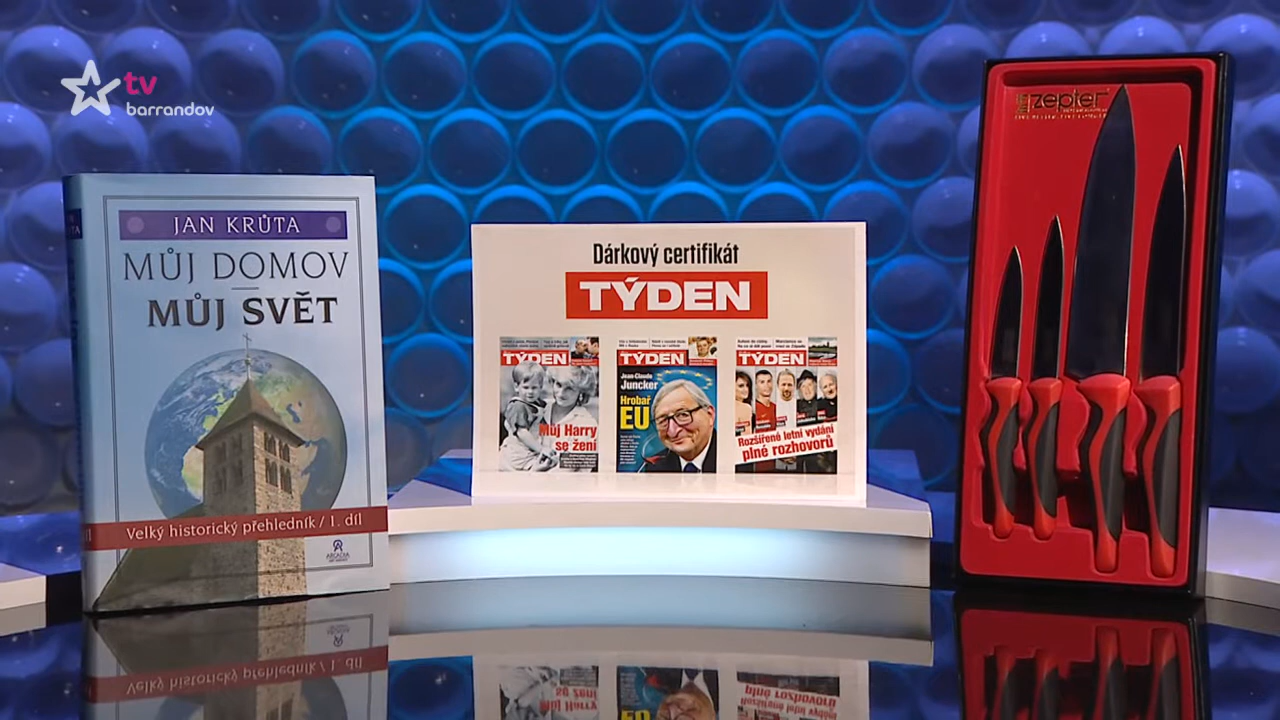 tv
barrandov
JAN KRŮTA
MŮJ DOMOV
MŮJ SVĚT
Velký historický přehledník / 1. díl
ARCADIA
Dárkový certifikát
TÝDEN
TÝDEN
Můj Harry
se žení
TÝDEN
Jean-Claude
Juncker
Hrobař
EU
TÝDEN
Rozšířené letní vydání
plné rozhovorů
zepter